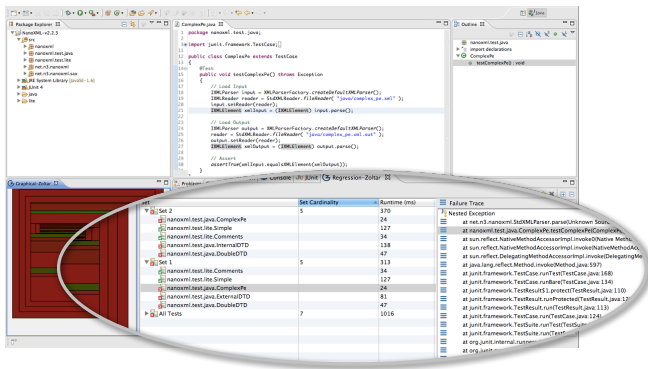 Java
Package Explorer
NanoXML-v2.2.3
src
nanoxml
nanoxml.test.java
nanoxml.test.lite
net.n3.nanoxml
net.n3.nanoxml.sax
JRE System Library [JavaSE-1.6]
JUnit 4
java
lite
ComplexPe.java
1 package nanoxml.test.java;
import junit.framework.TestCase;
public class ComplexPe extends TestCase
{
@Test
public void testComplexPe() throws Exception
{
// Load Input
IXMLParser input = XMLParserFactory.createDefaultXMLParser();
IXMLReader reader = StdXMLReader.fileReader( "java/complex_pe.xml" );
input.setReader(reader);
IXMLElement xmlInput = (IXMLElement) input.parse();
// Load Output
IXMLParser output = XMLParserFactory.createDefaultXMLParser();
reader = StdXMLReader.fileReader( "java/complex_pe.xml.out" );
output.setReader(reader);
IXMLElement xmlOutput = (IXMLElement) output.parse();
// Assert
assertTrue(xmlInput.equalsXMLElement(xmlOutput));
}
Outline
nanoxml.test.java
import declarations
ComplexPe
testComplexPe() : void
Graphical-Zoltar
Console JUnit Regression-Zoltar
Set Cardinality Runtime (ms)
Set 2 5 370
nanoxml.test.java.ComplexPe 24
nanoxml.test.lite.Simple 127
nanoxml.test.lite.Comments 34
nanoxml.test.java.InternalDTD 138
nanoxml.test.java.DoubleDTD 47
Set 1 5 313
nanoxml.test.lite.Comments 34
nanoxml.test.lite.Simple 127
nanoxml.test.java.ComplexPe 24
nanoxml.test.java.ExternalDTD 81
nanoxml.test.java.DoubleDTD 47
All Tests 7 1016
Failure Trace
Nested Exception
at net.n3.nanoxml.StdXMLParser.parse(Unknown
at nanoxml.test.java.ComplexPe.testComplexPe(
at sun.reflect.NativeMethodAccessorImpl.invoke0(Native
at sun.reflect.NativeMethodAccessorImpl.invoke(
at sun.reflect.DelegatingMethodAccessorImpl.invoke(
at java.lang.reflect.Method.invoke(Method.java:597)
at junit.framework.TestCase.runTest(TestCase.java:168)
at junit.framework.TestCase.runBare(TestCase.java:134)
at junit.framework.TestResult$1.protect(TestResult.java:110)
at junit.framework.TestResult.runProtected(TestResult.java:
at junit.framework.TestResult.run(TestResult.java:113)
at junit.framework.TestCase.run(TestCase.java:124)
at junit.framework.TestSuite.runTest(
at junit.framework.TestSuite.run(
at org.junit.internal.runners
at org.junit